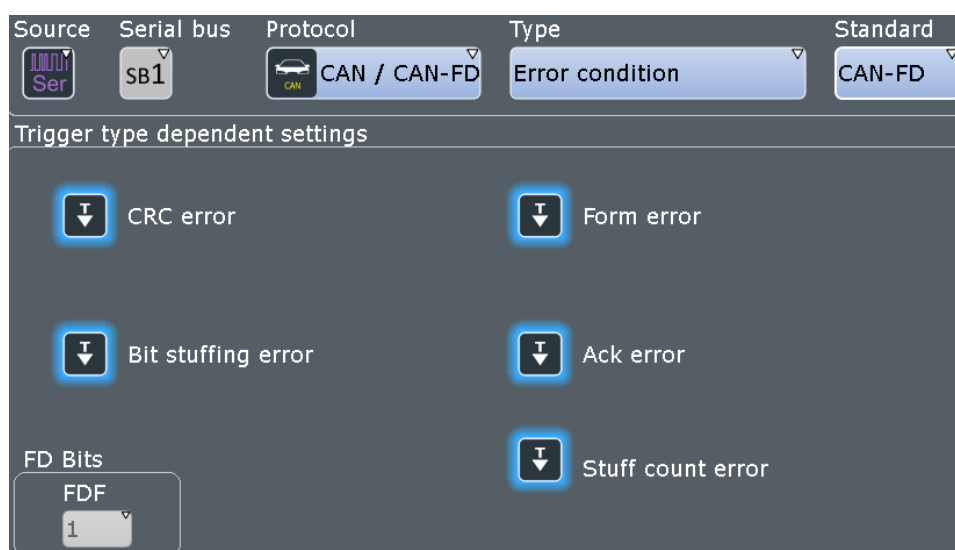 Source Serial bus Protocol Type Standard
Ser SB1 CAN CAN / CAN-FD Error condition CAN-FD
Trigger type dependent settings
T CRC error T Form error
T Bit stuffing error T Ack error
T Stuff count error
FD Bits
FDF
1